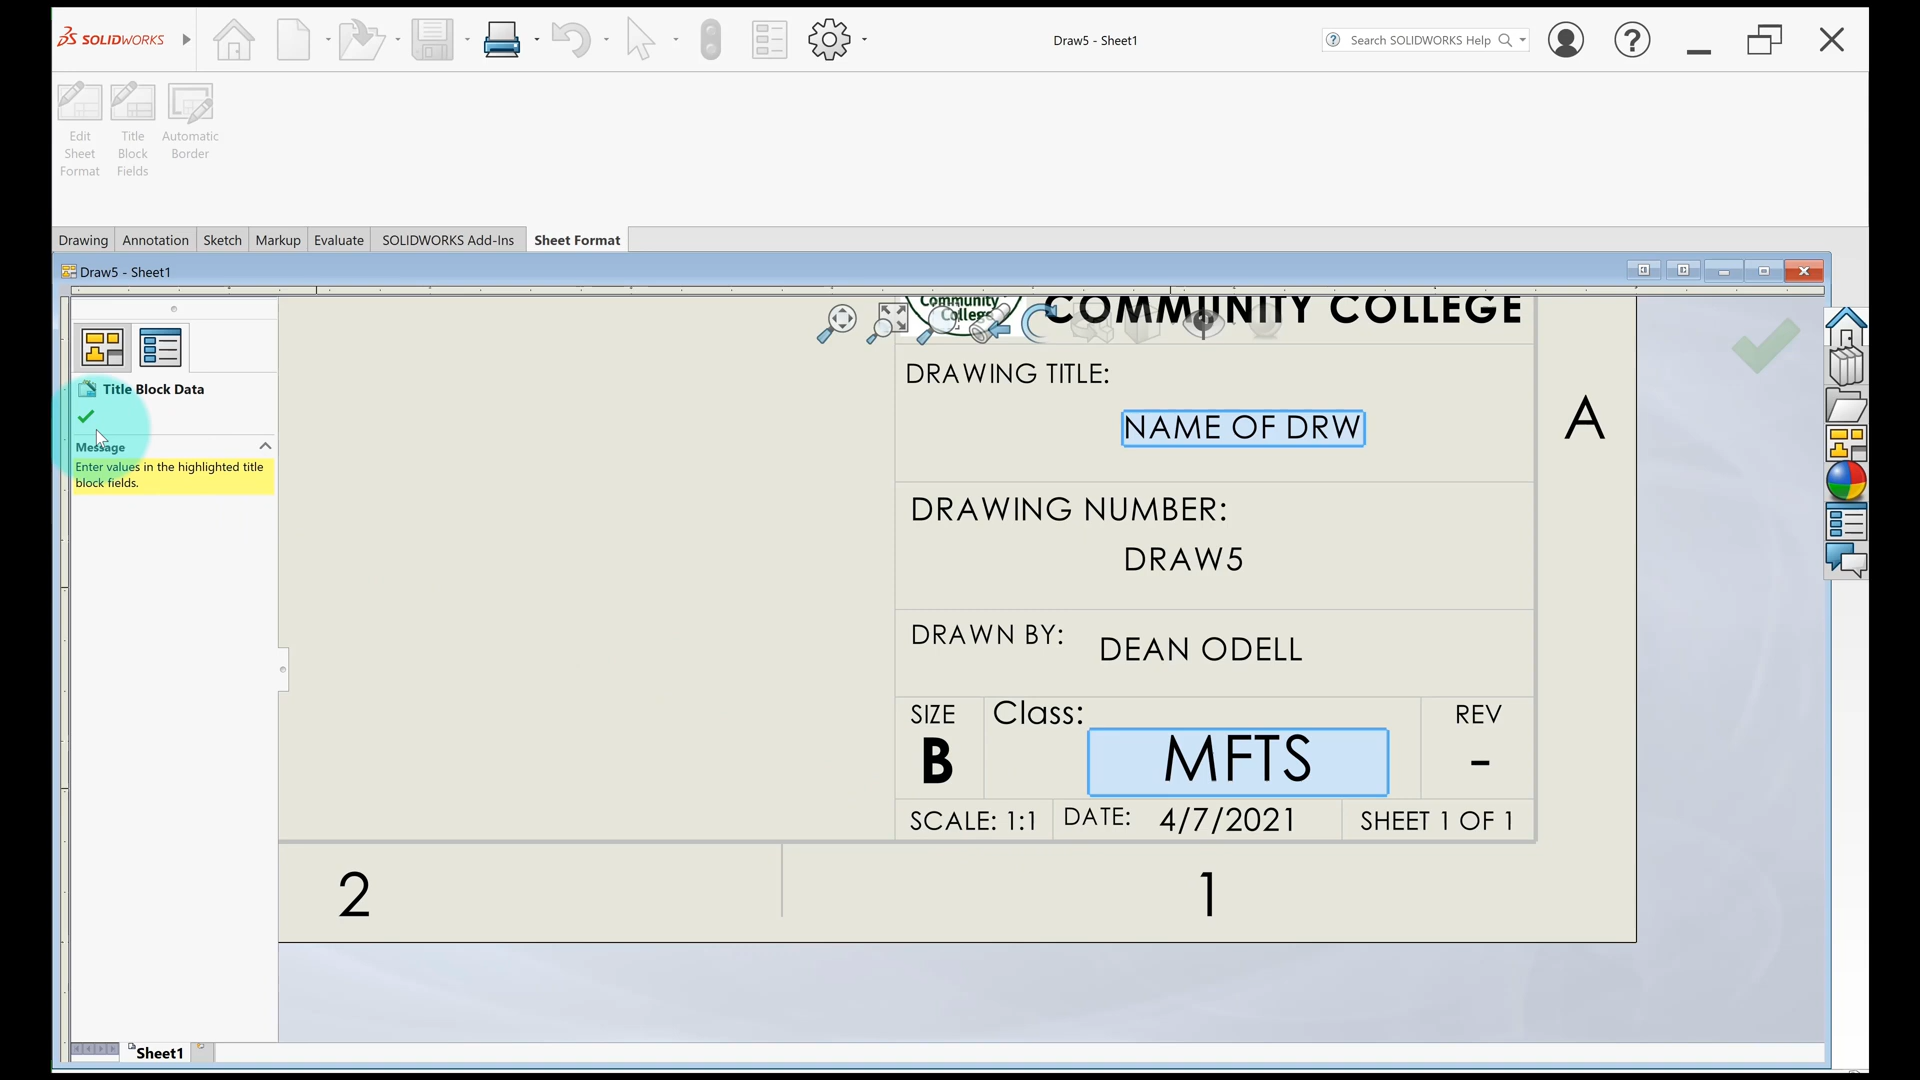 SOLIDWORKS
Draw5 - Sheet1
Search SOLIDWORKS Help
Edit
Sheet
Format
Title
Block
Fields
Automatic
Border
Drawing
Annotation
Sketch
Markup
Evaluate
SOLIDWORKS Add-Ins
Sheet Format
Draw5 - Sheet1
Title Block Data
Message
Enter values in the highlighted title
block fields.
Community
College
COMMUNITY COLLEGE
DRAWING TITLE:
NAME OF DRW
A
DRAWING NUMBER:
DRAW5
DRAWN BY:
DEAN ODELL
SIZE
B
Class:
MFTS
REV
-
SCALE: 1:1
DATE: 4/7/2021
SHEET 1 OF 1
2
1
Sheet1